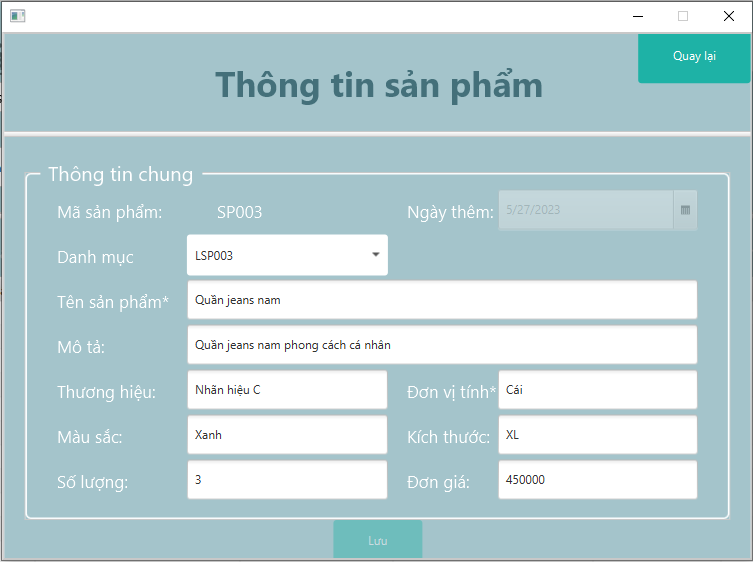 Quay lại
Thông tin sản phẩm
Thông tin chung
Mã sản phẩm: SP003 Ngày thêm: 5/27/2023
Danh mục LSP003
Tên sản phẩm* Quần jeans nam
Mô tả: Quần jeans nam phong cách cá nhân
Thương hiệu: Nhãn hiệu C Đơn vị tính* Cái
Màu sắc: Xanh Kích thước: XL
Số lượng: 3 Đơn giá: 450000
Lưu